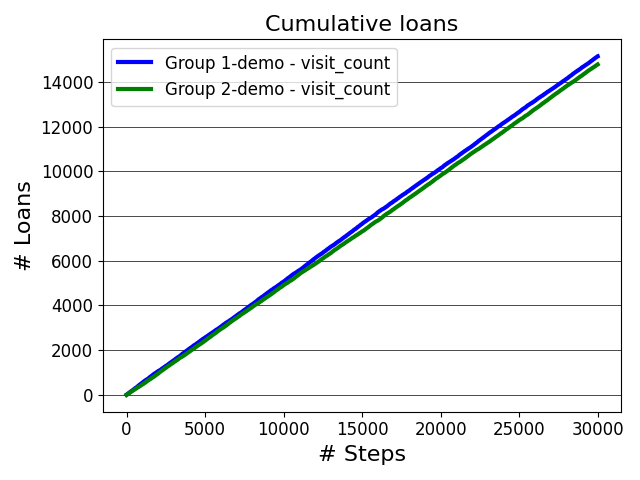 Cumulative loans
Group 1-demo - visit_count
Group 2-demo - visit_count
14000
12000
10000
8000
6000
4000
2000
0
# Loans
0 5000 10000 15000 20000 25000 30000
# Steps